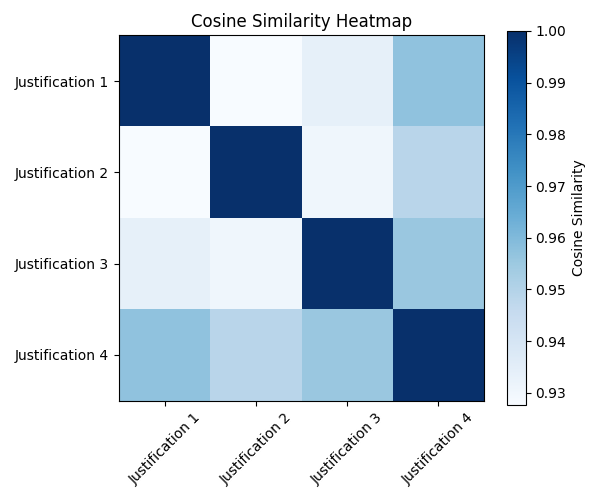 Cosine Similarity Heatmap
Justification 1
Justification 2
Justification 3
Justification 4
Justification 1
Justification 2
Justification 3
Justification 4
1.00
0.99
0.98
0.97
0.96
0.95
0.94
0.93
Cosine Similarity